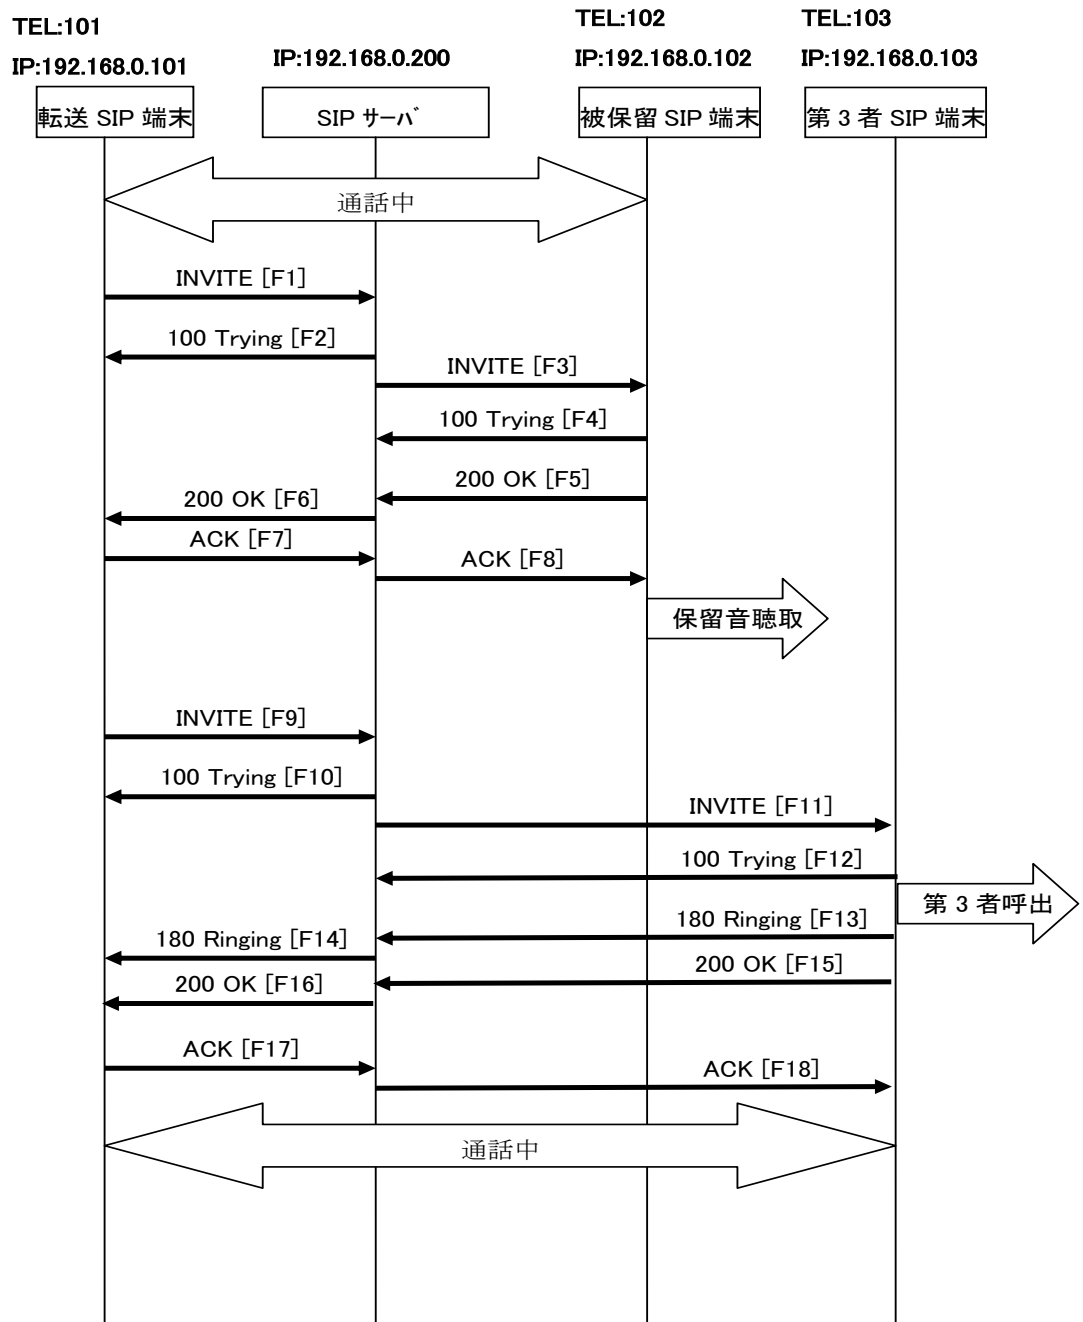 TEL:101
IP:192.168.0.101
IP:192.168.0.200
TEL:102
IP:192.168.0.102
TEL:103
IP:192.168.0.103
転送 SIP 端末
SIP サーバ
被保留 SIP 端末
第 3 者 SIP 端末
通話中
INVITE [F1]
100 Trying [F2]
INVITE [F3]
100 Trying [F4]
200 OK [F5]
200 OK [F6]
ACK [F7]
ACK [F8]
保留音聴取
INVITE [F9]
100 Trying [F10]
INVITE [F11]
100 Trying [F12]
第 3 者呼出
180 Ringing [F13]
180 Ringing [F14]
200 OK [F15]
200 OK [F16]
ACK [F17]
ACK [F18]
通話中